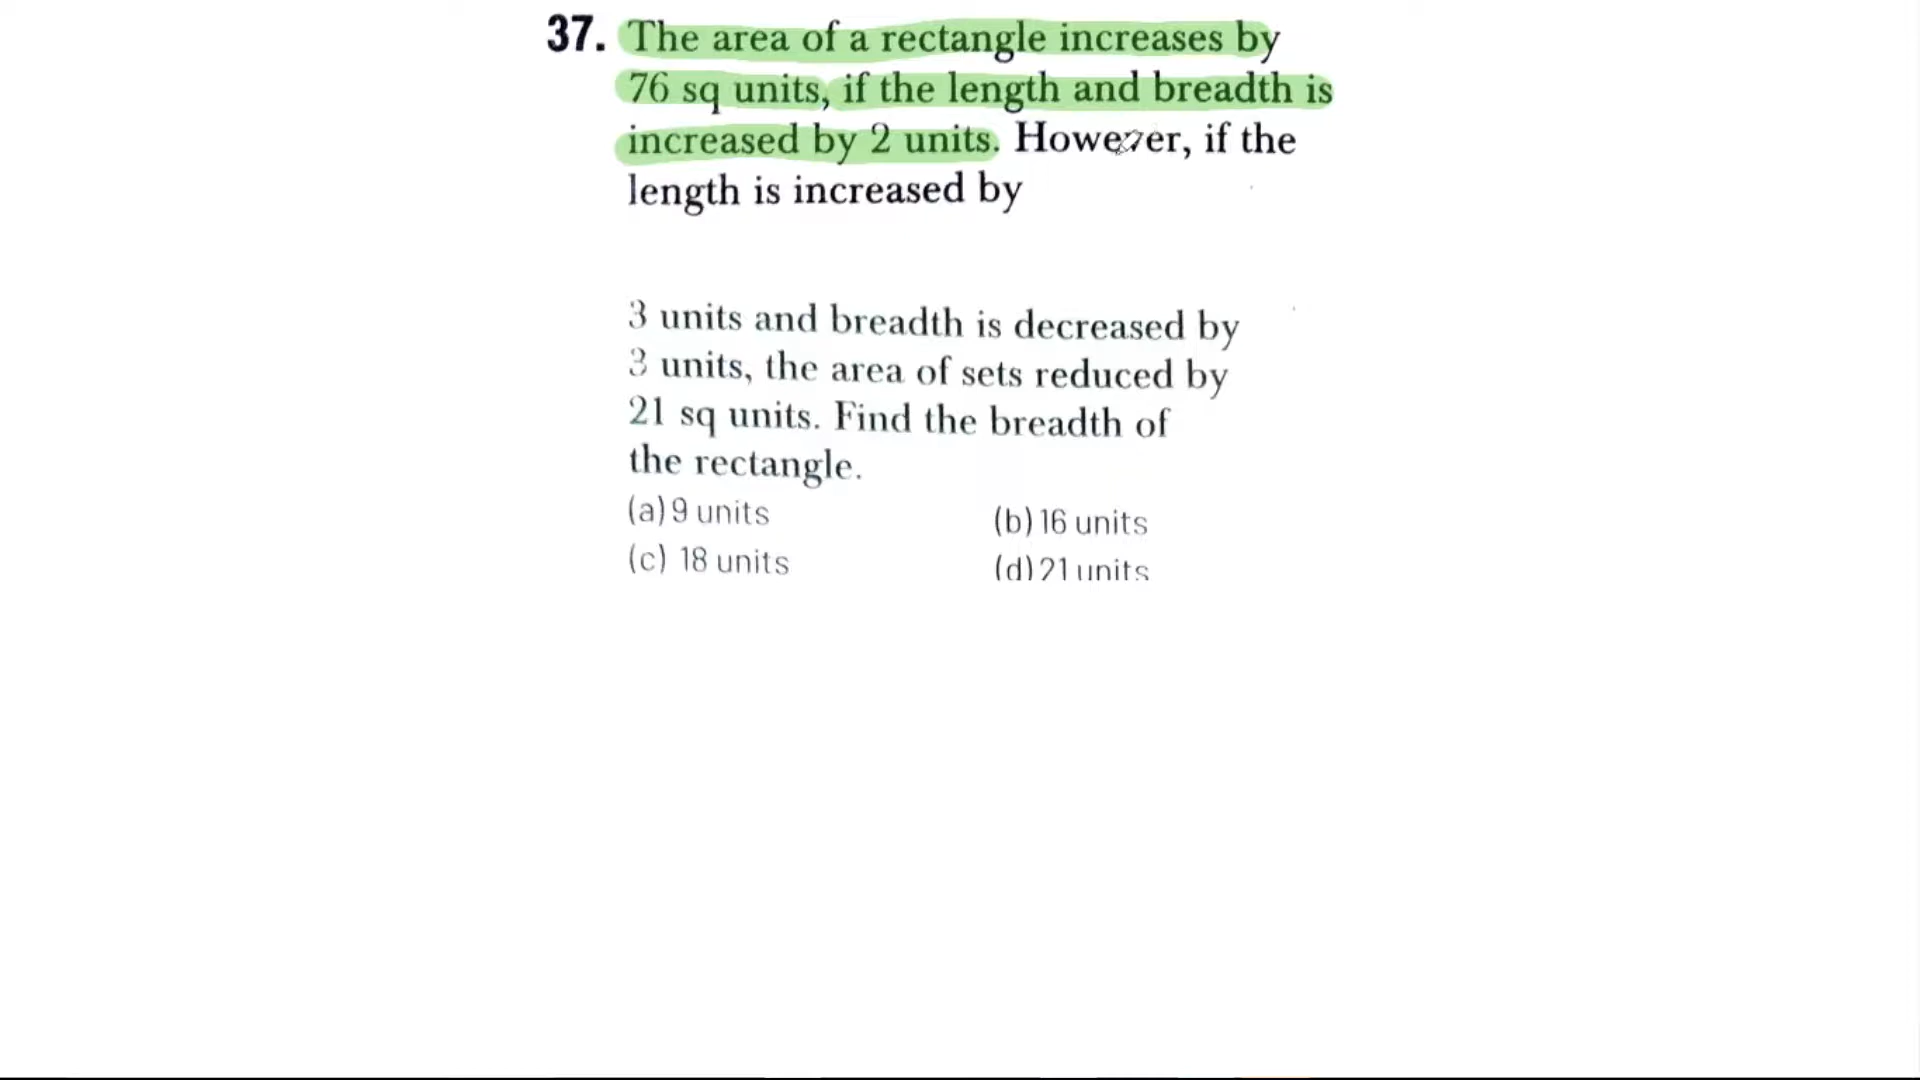 37. The area of a rectangle increases by
76 sq units, if the length and breadth is
increased by 2 units. However, if the
length is increased by
3 units and breadth is decreased by
3 units, the area of sets reduced by
21 sq units. Find the breadth of
the rectangle.
(a) 9 units (b) 16 units
(c) 18 units (d) 21 units